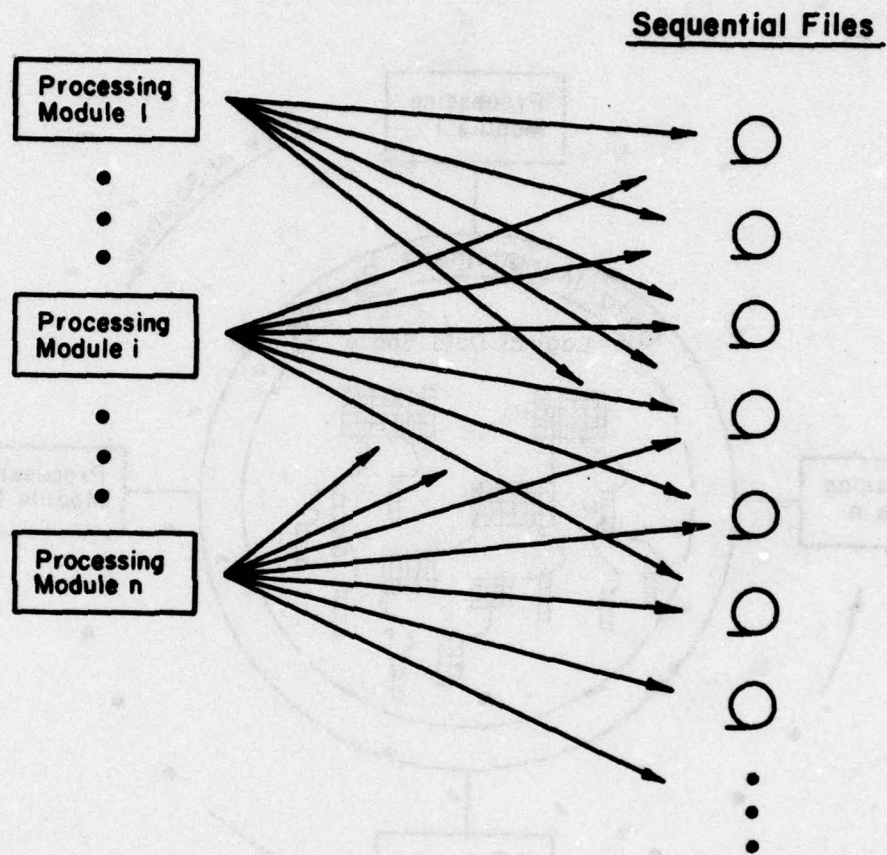 Sequential Files
Processing
Module 1
Processing
Module i
Processing
Module n